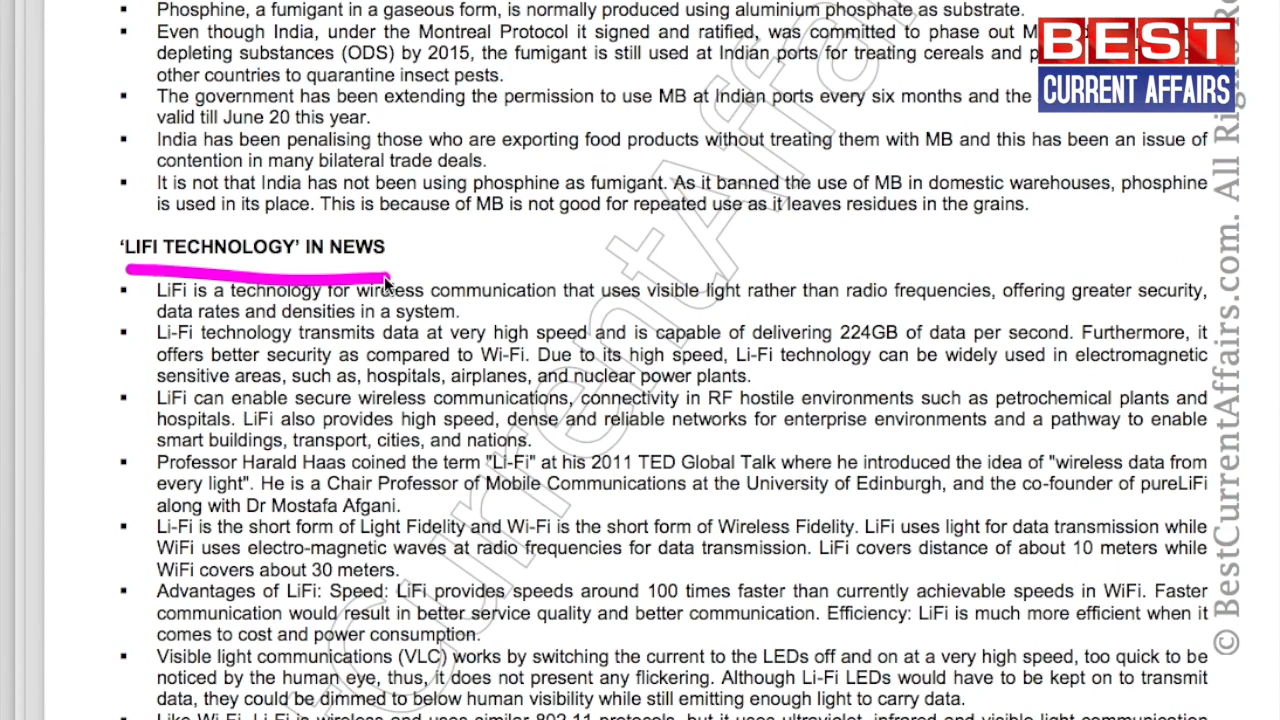 Phosphine, a fumigant in a gaseous form, is normally produced using aluminium phosphate as substrate.
Even though India, under the Montreal Protocol it signed and ratified, was committed to phase out M
depleting substances (ODS) by 2015, the fumigant is still used at Indian ports for treating cereals and
other countries to quarantine insect pests.
The government has been extending the permission to use MB at Indian ports every six months and the
valid till June 20 this year.
India has been penalising those who are exporting food products without treating them with MB and this has been an issue of
contention in many bilateral trade deals.
It is not that India has not been using phosphine as fumigant. As it banned the use of MB in domestic warehouses, phosphine
is used in its place. This is because of MB is not good for repeated use as it leaves residues in the grains.
‘LIFI TECHNOLOGY’ IN NEWS
LiFi is a technology for wireless communication that uses visible light rather than radio frequencies, offering greater security,
data rates and densities in a system.
Li-Fi technology transmits data at very high speed and is capable of delivering 224GB of data per second. Furthermore, it
offers better security as compared to Wi-Fi. Due to its high speed, Li-Fi technology can be widely used in electromagnetic
sensitive areas, such as, hospitals, airplanes, and nuclear power plants.
LiFi can enable secure wireless communications, connectivity in RF hostile environments such as petrochemical plants and
hospitals. LiFi also provides high speed, dense and reliable networks for enterprise environments and a pathway to enable
smart buildings, transport, cities, and nations.
Professor Harald Haas coined the term "Li-Fi" at his 2011 TED Global Talk where he introduced the idea of "wireless data from
every light". He is a Chair Professor of Mobile Communications at the University of Edinburgh, and the co-founder of pureLiFi
along with Dr Mostafa Afgani.
Li-Fi is the short form of Light Fidelity and Wi-Fi is the short form of Wireless Fidelity. LiFi uses light for data transmission while
WiFi uses electro-magnetic waves at radio frequencies for data transmission. LiFi covers distance of about 10 meters while
WiFi covers about 30 meters.
Advantages of LiFi: Speed: LiFi provides speeds around 100 times faster than currently achievable speeds in WiFi. Faster
communication would result in better service quality and better communication. Efficiency: LiFi is much more efficient when it
comes to cost and power consumption.
Visible light communications (VLC) works by switching the current to the LEDs off and on at a very high speed, too quick to be
noticed by the human eye, thus, it does not present any flickering. Although Li-Fi LEDs would have to be kept on to transmit
data, they could be dimmed to below human visibility while still emitting enough light to carry data.
Like Wi-Fi, Li-Fi is wireless and uses similar 802.11 protocols, but it uses ultraviolet, infrared and visible light communication
BEST
CURRENT AFFAIRS
© BestCurrentAffairs.com. All Rights Re
tCurrentAffair